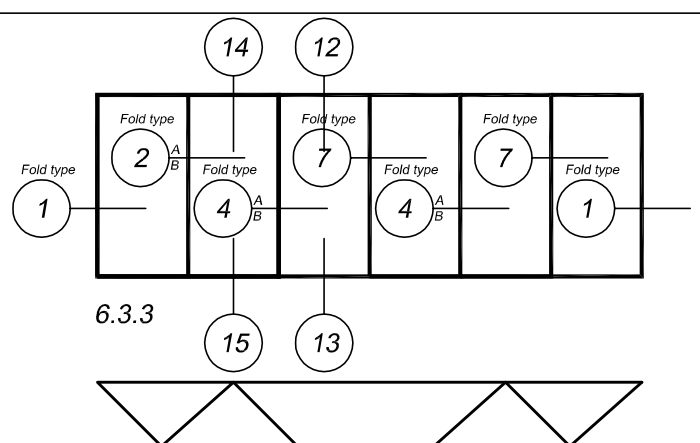 14 12
Fold type Fold type Fold type
2 A 7 7
B
Fold type Fold type Fold type Fold type
1 4 A 4 A 1
B B
6.3.3
15 13